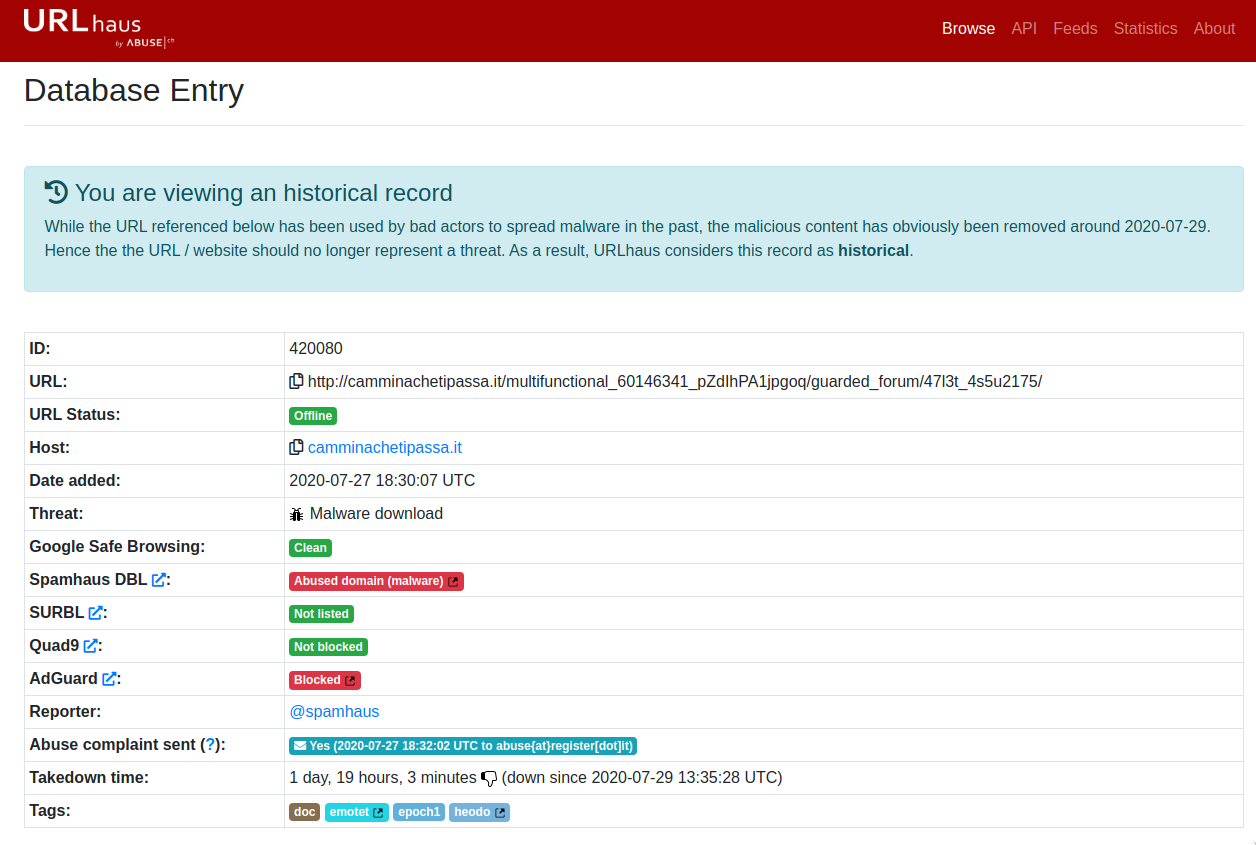 URLhaus
by ABUSE|ch
Browse API Feeds Statistics About
Database Entry
You are viewing an historical record
While the URL referenced below has been used by bad actors to spread malware in the past, the malicious content has obviously been removed around 2020-07-29.
Hence the the URL / website should no longer represent a threat. As a result, URLhaus considers this record as historical.
ID: 420080
URL: http://camminachetipassa.it/multifunctional_60146341_pZdIhPA1jpgoq/guarded_forum/47l3t_4s5u2175/
URL Status: Offline
Host: camminachetipassa.it
Date added: 2020-07-27 18:30:07 UTC
Threat: Malware download
Google Safe Browsing: Clean
Spamhaus DBL : Abused domain (malware)
SURBL : Not listed
Quad9 : Not blocked
AdGuard : Blocked
Reporter: @spamhaus
Abuse complaint sent (?): Yes (2020-07-27 18:32:02 UTC to abuse{at}register[dot]it)
Takedown time: 1 day, 19 hours, 3 minutes (down since 2020-07-29 13:35:28 UTC)
Tags: doc emotet epoch1 heodo